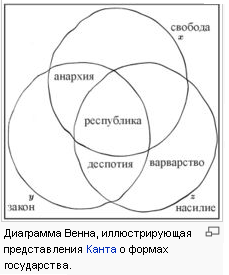 свобода
x
анархия
республика
деспотия
варварство
y
закон
z
насилие
Диаграмма Венна, иллюстрирующая
представления Канта о формах
государства.